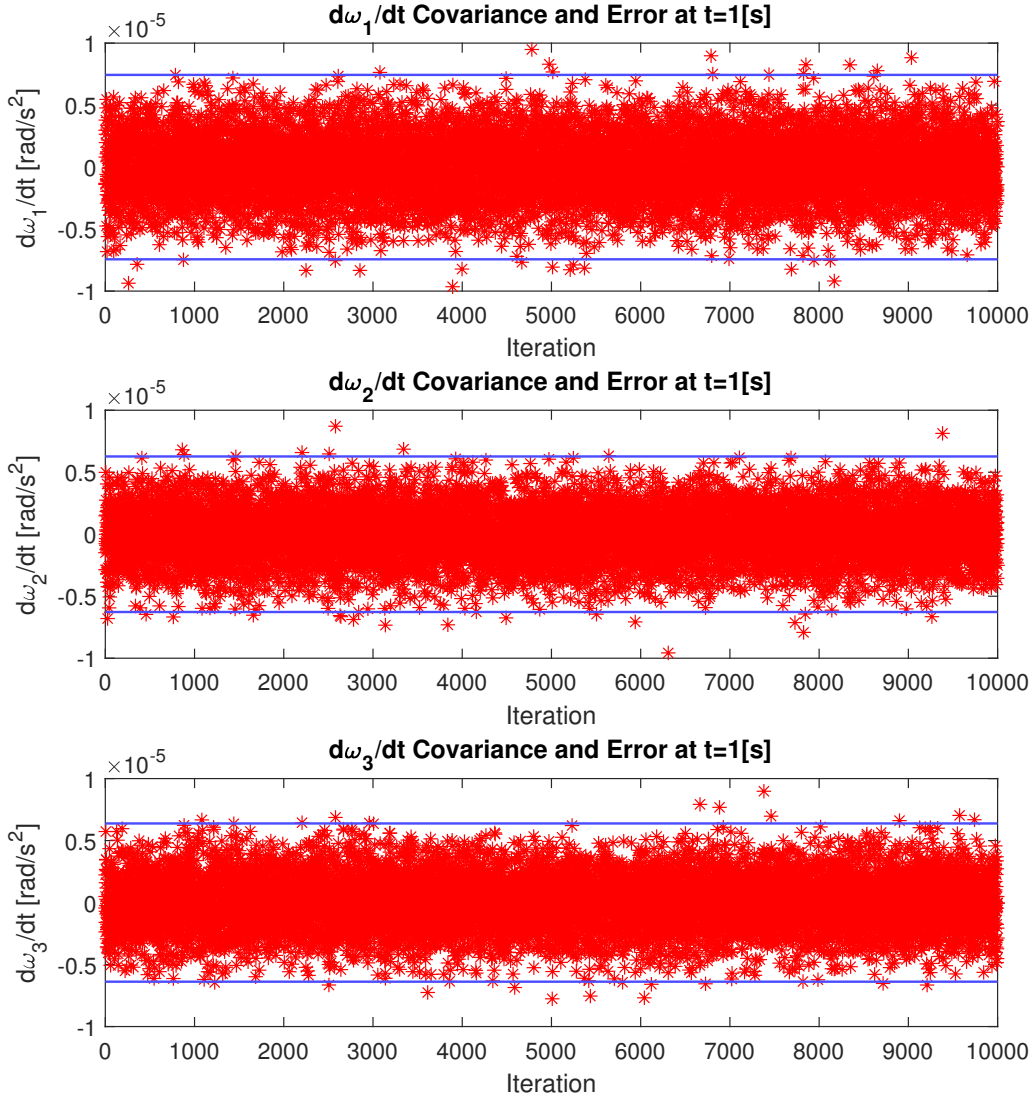 dω₁/dt Covariance and Error at t=1[s]
×10⁻⁵
1
0.5
0
-0.5
-1
dω₁/dt [rad/s²]
0 1000 2000 3000 4000 5000 6000 7000 8000 9000 10000
Iteration
dω₂/dt Covariance and Error at t=1[s]
×10⁻⁵
1
0.5
0
-0.5
-1
dω₂/dt [rad/s²]
0 1000 2000 3000 4000 5000 6000 7000 8000 9000 10000
Iteration
dω₃/dt Covariance and Error at t=1[s]
×10⁻⁵
1
0.5
0
-0.5
-1
dω₃/dt [rad/s²]
0 1000 2000 3000 4000 5000 6000 7000 8000 9000 10000
Iteration